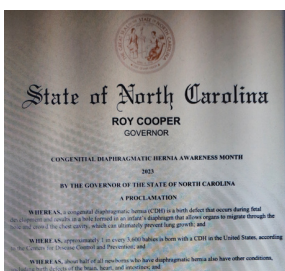 State of North Carolina
ROY COOPER
GOVERNOR
CONGENITAL DIAPHRAGMATIC HERNIA AWARENESS MONTH
2023
BY THE GOVERNOR OF THE STATE OF NORTH CAROLINA
A PROCLAMATION
WHEREAS, a congenital diaphragmatic hernia (CDH) is a birth defect that occurs during fetal
development and results in a hole formed in an infant's diaphragm that allows organs to migrate through the
and crowd the chest cavity, which can ultimately prevent lung growth; and
WHEREAS, approximately 1 in every 3,600 babies is born with a CDH in the United States, according
to the Centers for Disease Control and Prevention; and
WHEREAS, about half of all newborns who have diaphragmatic hernia also have other conditions,
including birth defects of the brain, heart, and intestines; and